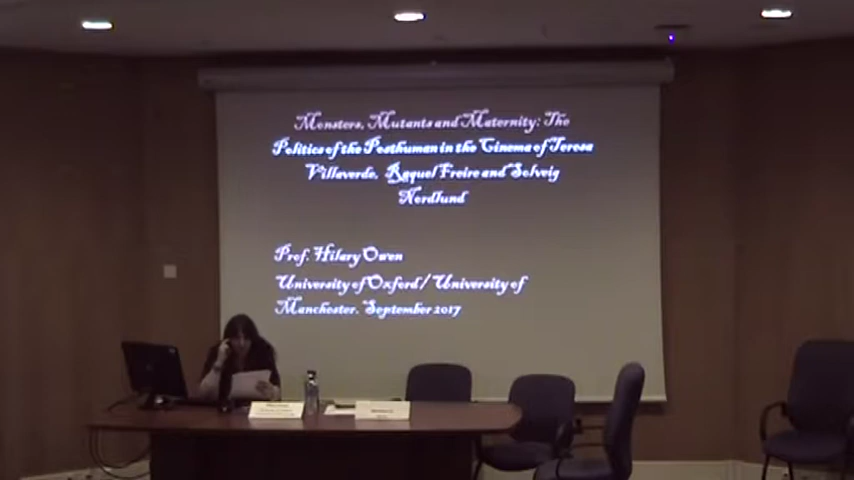 Monsters, Mutants and Maternity: The
Politics of the Posthuman in the Cinema of Teresa
Villaverde, Raquel Freire and Solveig
Nordlund
Prof. Hilary Owen
University of Oxford / University of
Manchester. September 2017